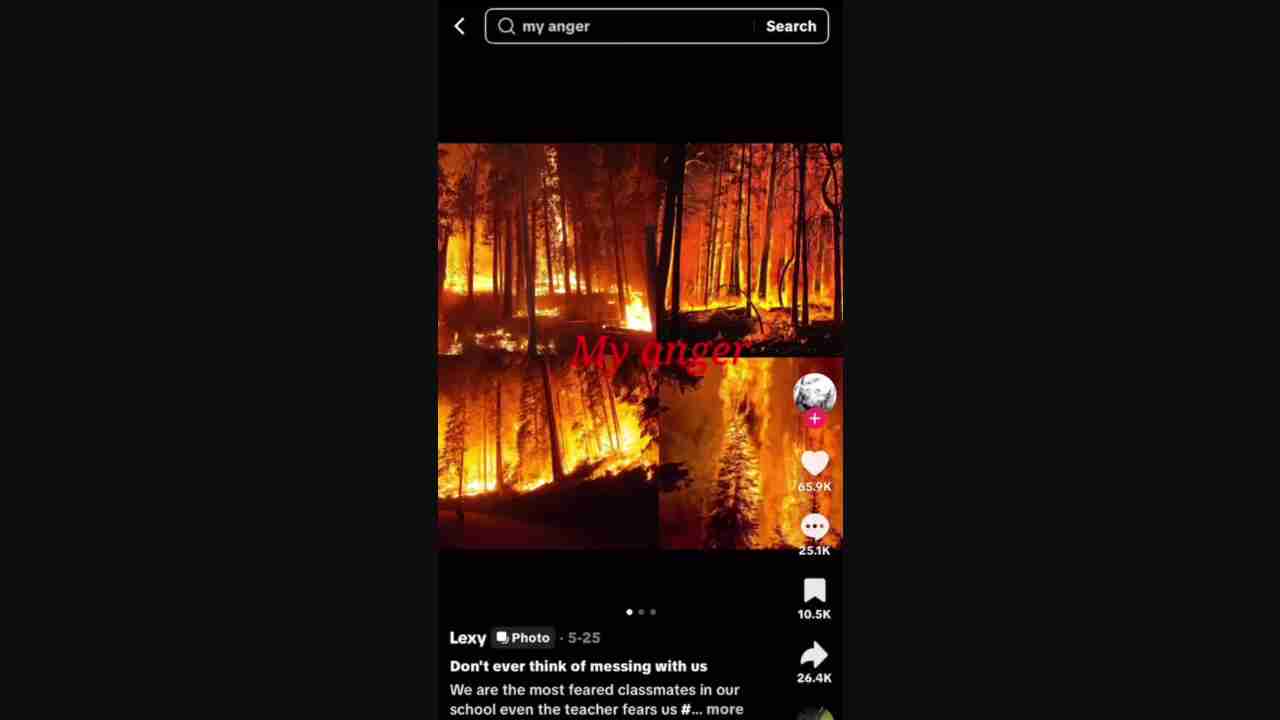 my anger
Search
My anger
65.9K
25.1K
10.5K
26.4K
Lexy Photo · 5-25
Don't ever think of messing with us
We are the most feared classmates in our
school even the teacher fears us #... more